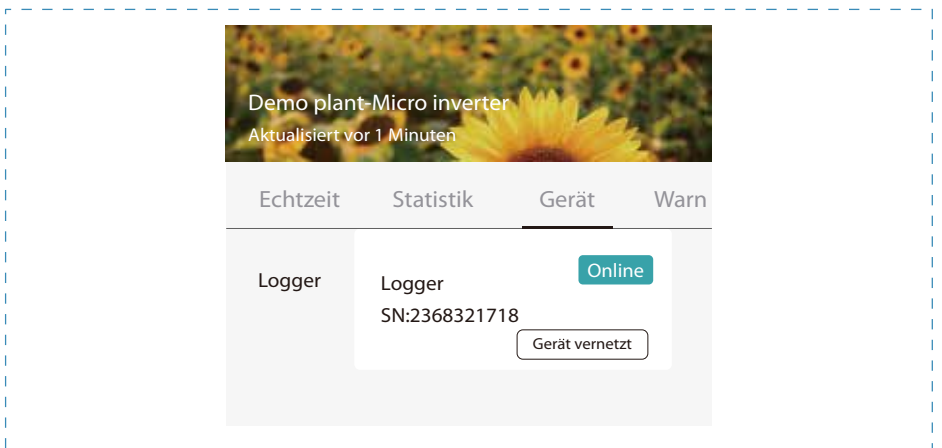 Demo plant-Micro inverter
Aktualisiert vor 1 Minuten
Echtzeit Statistik Gerät Warn
Logger
Logger
Online
SN:2368321718
Gerät vernetzt